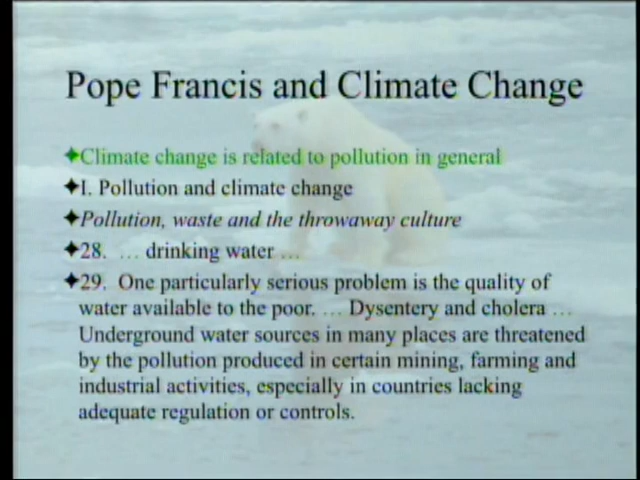 Pope Francis and Climate Change
✦Climate change is related to pollution in general
✦I. Pollution and climate change
✦Pollution, waste and the throwaway culture
✦28. … drinking water …
✦29. One particularly serious problem is the quality of
water available to the poor. … Dysentery and cholera …
Underground water sources in many places are threatened
by the pollution produced in certain mining, farming and
industrial activities, especially in countries lacking
adequate regulation or controls.